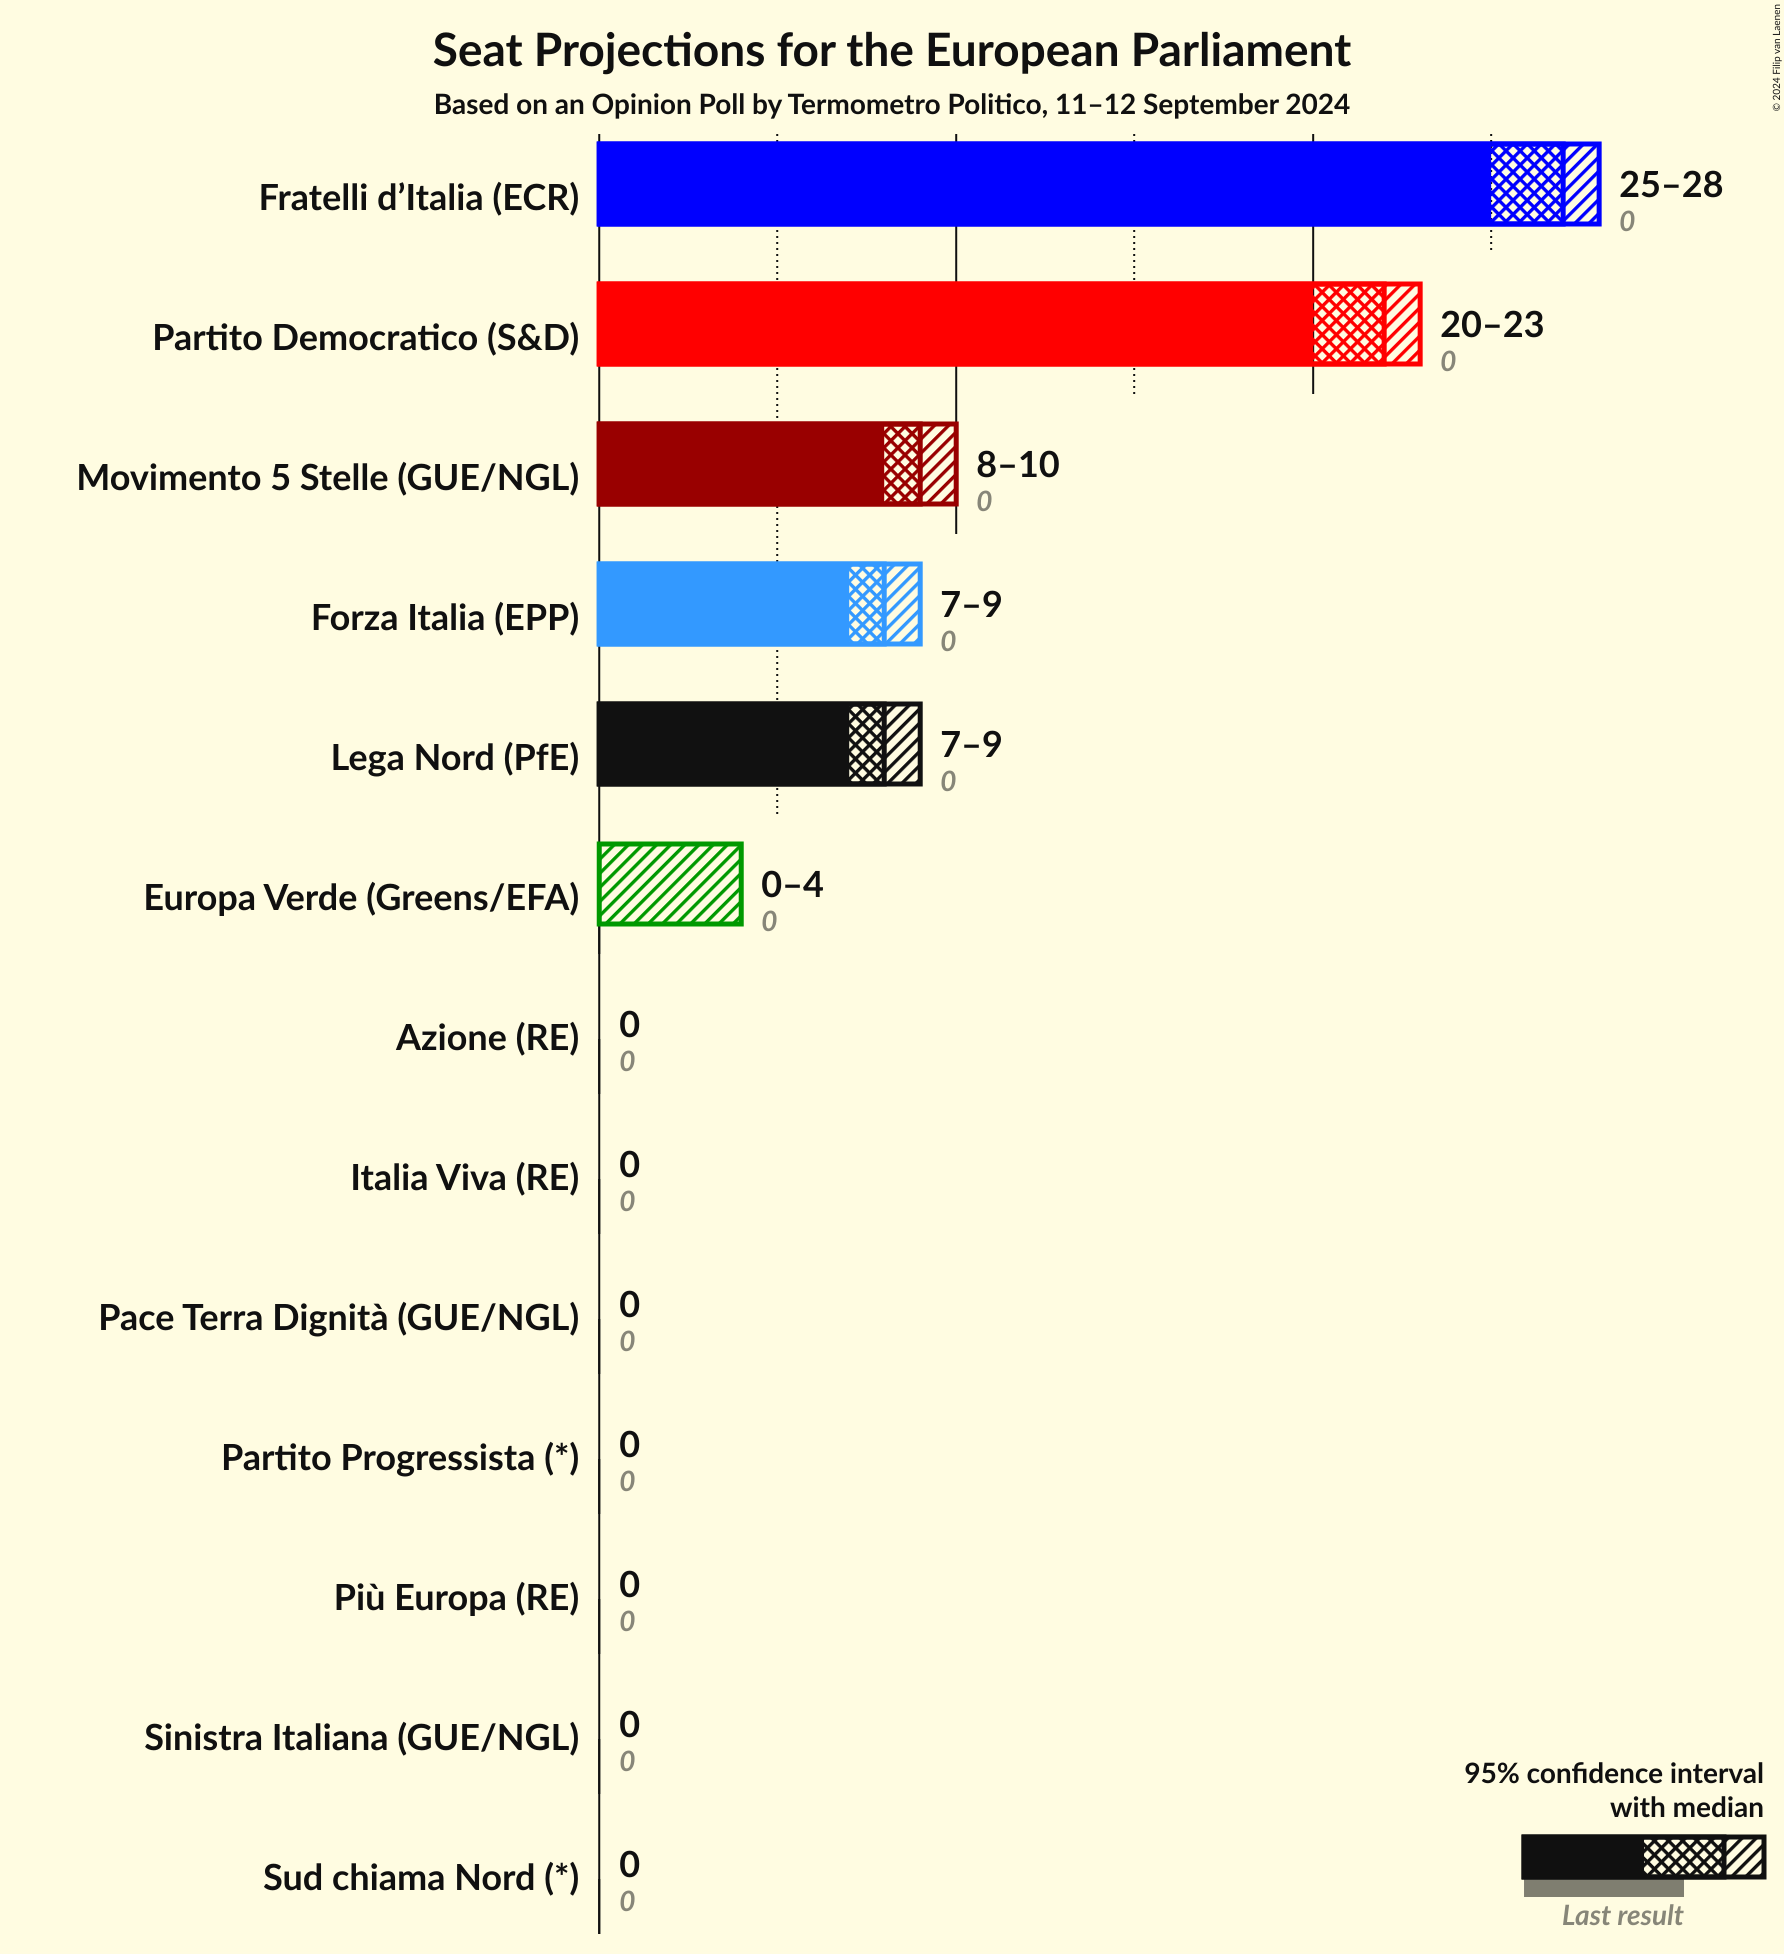 Seat Projections for the European Parliament
Based on an Opinion Poll by Termometro Politico, 11–12 September 2024
© 2024 Filip van Laenen
Fratelli d’Italia (ECR)
25–28
0
Partito Democratico (S&D)
20–23
0
Movimento 5 Stelle (GUE/NGL)
8–10
0
Forza Italia (EPP)
7–9
0
Lega Nord (PfE)
7–9
0
Europa Verde (Greens/EFA)
0–4
0
Azione (RE)
0
0
Italia Viva (RE)
0
0
Pace Terra Dignità (GUE/NGL)
0
0
Partito Progressista (*)
0
0
Più Europa (RE)
0
0
Sinistra Italiana (GUE/NGL)
0
0
Sud chiama Nord (*)
0
0
95% confidence interval
with median
Last result